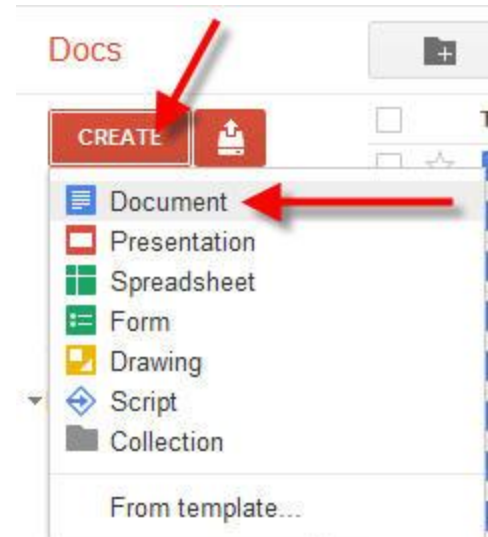 Docs
CREATE
Document
Presentation
Spreadsheet
Form
Drawing
Script
Collection
From template...